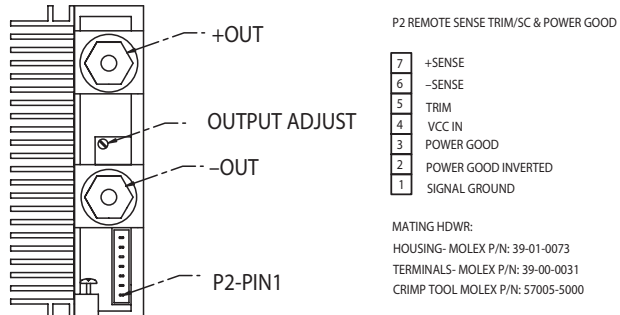 +OUT
OUTPUT ADJUST
–OUT
P2-PIN1
P2 REMOTE SENSE TRIM/SC & POWER GOOD
7 +SENSE
6 –SENSE
5 TRIM
4 VCC IN
3 POWER GOOD
2 POWER GOOD INVERTED
1 SIGNAL GROUND
MATING HDWR:
HOUSING- MOLEX P/N: 39-01-0073
TERMINALS- MOLEX P/N: 39-00-0031
CRIMP TOOL MOLEX P/N: 57005-5000